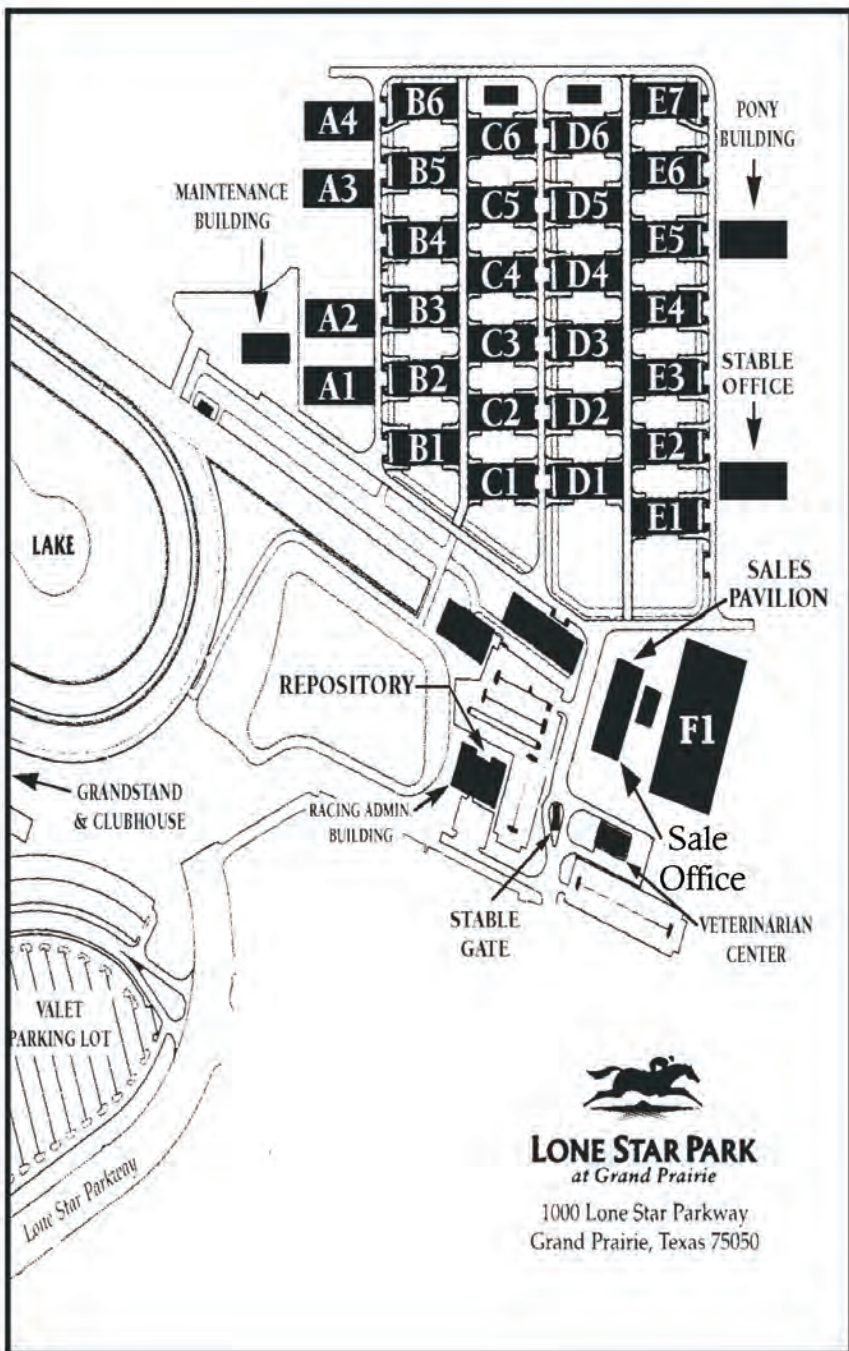 B6
E7
A4
PONY
BUILDING
C6
D6
B5
E6
A3
MAINTENANCE
BUILDING
C5
D5
B4
E5
C4
D4
A2
B3
E4
C3
D3
STABLE
OFFICE
A1
B2
E3
C2
D2
B1
E2
C1
D1
E1
LAKE
SALES
PAVILION
REPOSITORY
F1
GRANDSTAND
& CLUBHOUSE
RACING ADMIN.
BUILDING
Sale
Office
STABLE
GATE
VETERINARIAN
CENTER
VALET
PARKING LOT
Lone Star Parkway
LONE STAR PARK
at Grand Prairie
1000 Lone Star Parkway
Grand Prairie, Texas 75050